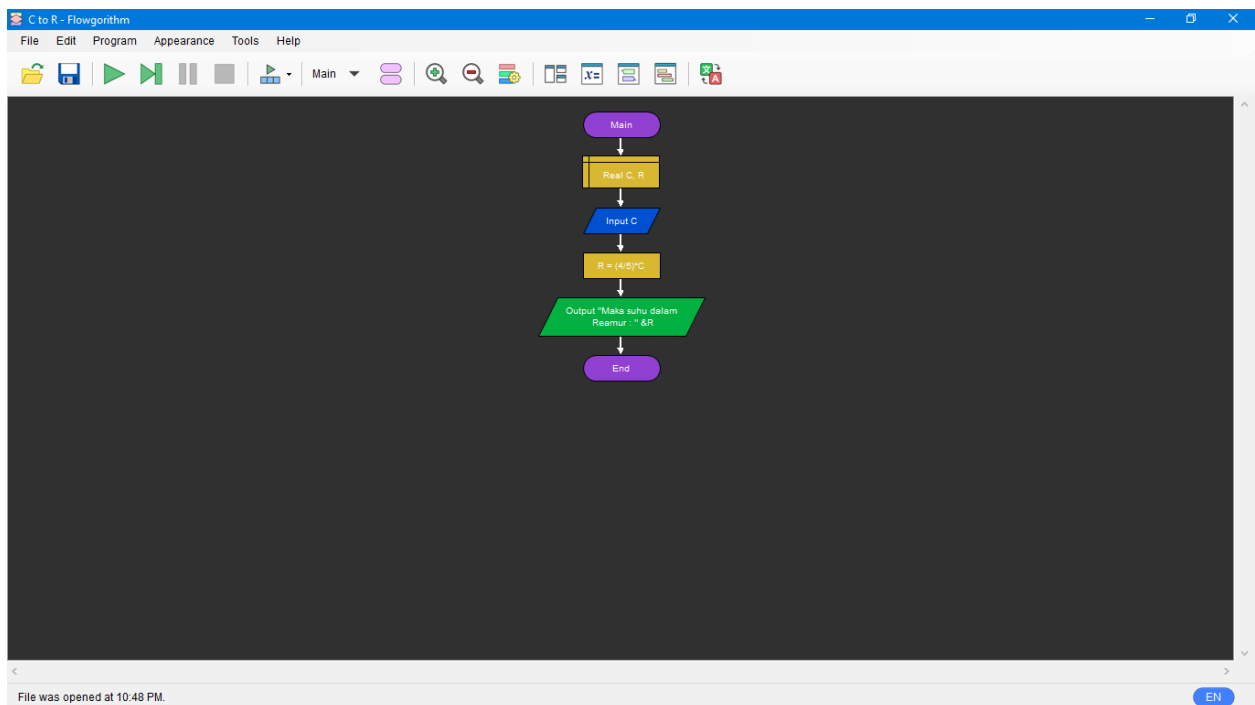 C to R - Flowgorithm
File Edit Program Appearance Tools Help
Main
x=
文
A
Main
Real C, R
Input C
R = (4/5)*C
Output "Maka suhu dalam
Reamur : " &R
End
File was opened at 10:48 PM.
EN